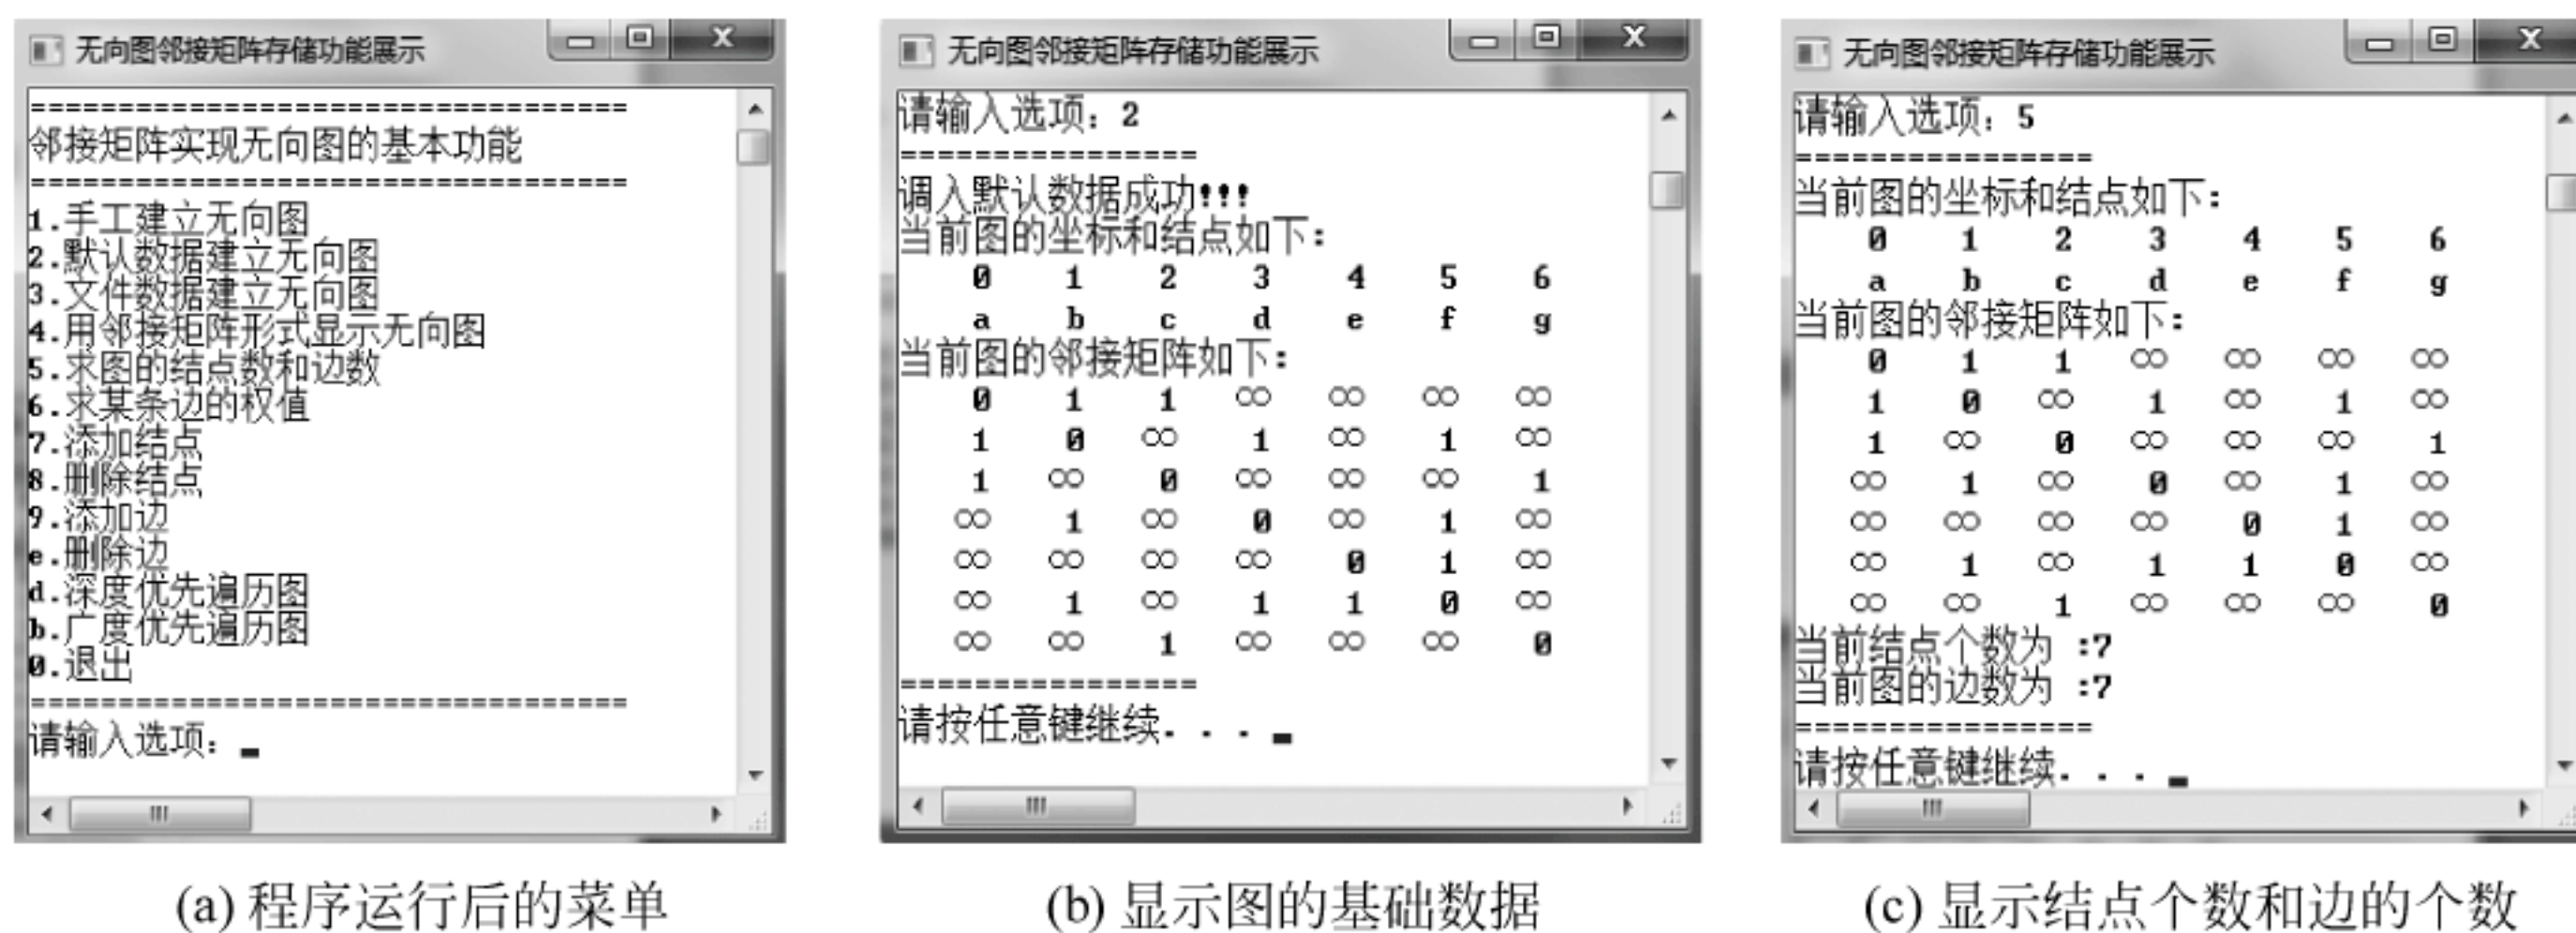 无向图邻接矩阵存储功能展示
=================================
邻接矩阵实现无向图的基本功能
=================================
1.手工建立无向图
2.默认数据建立无向图
3.文件数据建立无向图
4.用邻接矩阵形式显示无向图
5.求图的结点数和边数
6.求某条边的权值
7.添加结点
8.删除结点
9.添加边
e.删除边
d.深度优先遍历图
b.广度优先遍历图
0.退出
=================================
请输入选项：
(a) 程序运行后的菜单
无向图邻接矩阵存储功能展示
请输入选项：2
================
调入默认数据成功!!!
当前图的坐标和结点如下：
0 1 2 3 4 5 6
a b c d e f g
当前图的邻接矩阵如下：
0 1 1 ∞ ∞ ∞ ∞
1 0 ∞ 1 ∞ 1 ∞
1 ∞ 0 ∞ ∞ ∞ 1
∞ 1 ∞ 0 ∞ 1 ∞
∞ ∞ ∞ ∞ 0 1 ∞
∞ 1 ∞ 1 1 0 ∞
∞ ∞ 1 ∞ ∞ ∞ 0
================
请按任意键继续. . .
(b) 显示图的基础数据
无向图邻接矩阵存储功能展示
请输入选项：5
================
当前图的坐标和结点如下：
0 1 2 3 4 5 6
a b c d e f g
当前图的邻接矩阵如下：
0 1 1 ∞ ∞ ∞ ∞
1 0 ∞ 1 ∞ 1 ∞
1 ∞ 0 ∞ ∞ ∞ 1
∞ 1 ∞ 0 ∞ 1 ∞
∞ ∞ ∞ ∞ 0 1 ∞
∞ 1 ∞ 1 1 0 ∞
∞ ∞ 1 ∞ ∞ ∞ 0
当前结点个数为 :7
当前图的边数为 :7
================
请按任意键继续. . .
(c) 显示结点个数和边的个数